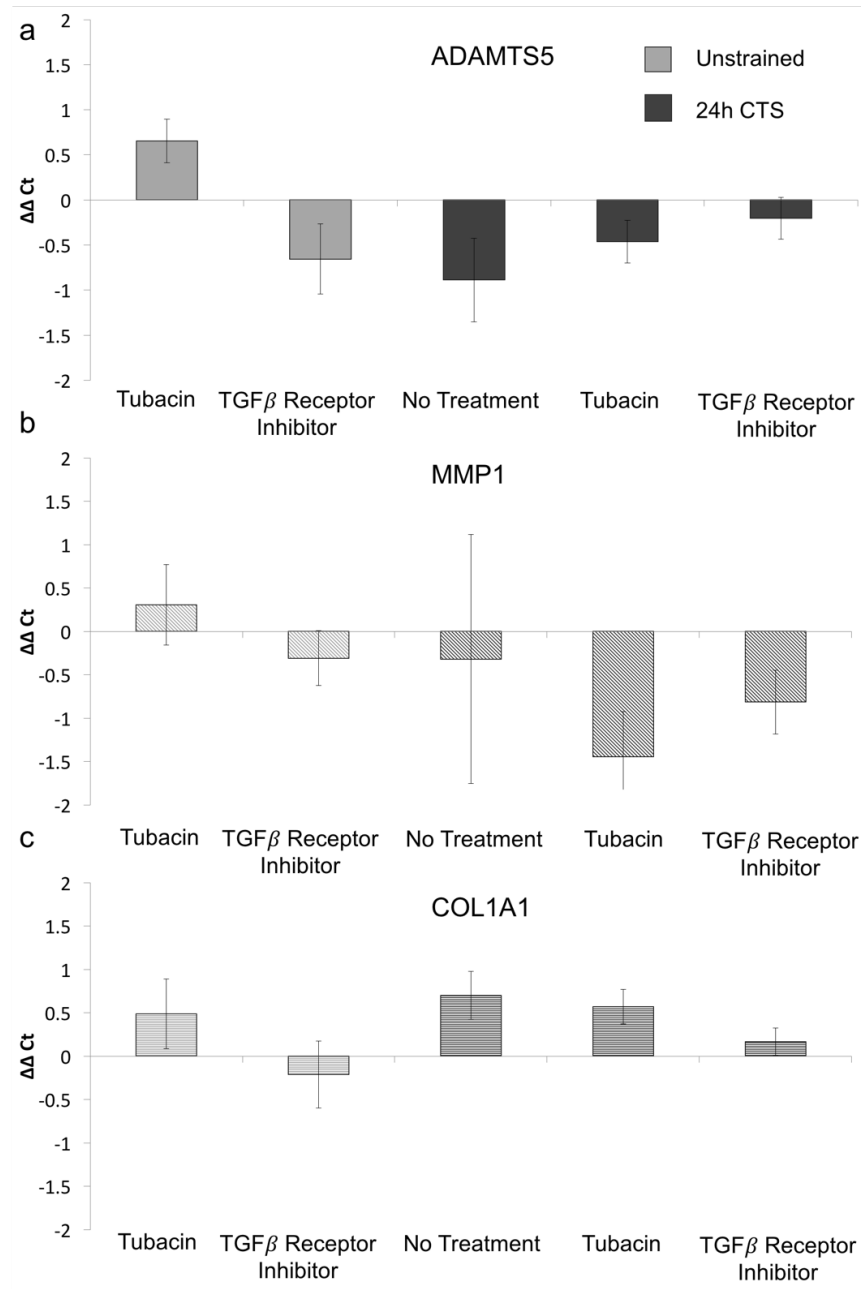 a
ADAMTS5
Unstrained
24h CTS
ΔΔ Ct
2
1.5
1
0.5
0
-0.5
-1
-1.5
-2
Tubacin
TGFβ Receptor
Inhibitor
No Treatment
Tubacin
TGFβ Receptor
Inhibitor
b
MMP1
ΔΔ Ct
2
1.5
1
0.5
0
-0.5
-1
-1.5
-2
Tubacin
TGFβ Receptor
Inhibitor
No Treatment
Tubacin
TGFβ Receptor
Inhibitor
c
COL1A1
ΔΔ Ct
2
1.5
1
0.5
0
-0.5
-1
-1.5
-2
Tubacin
TGFβ Receptor
Inhibitor
No Treatment
Tubacin
TGFβ Receptor
Inhibitor